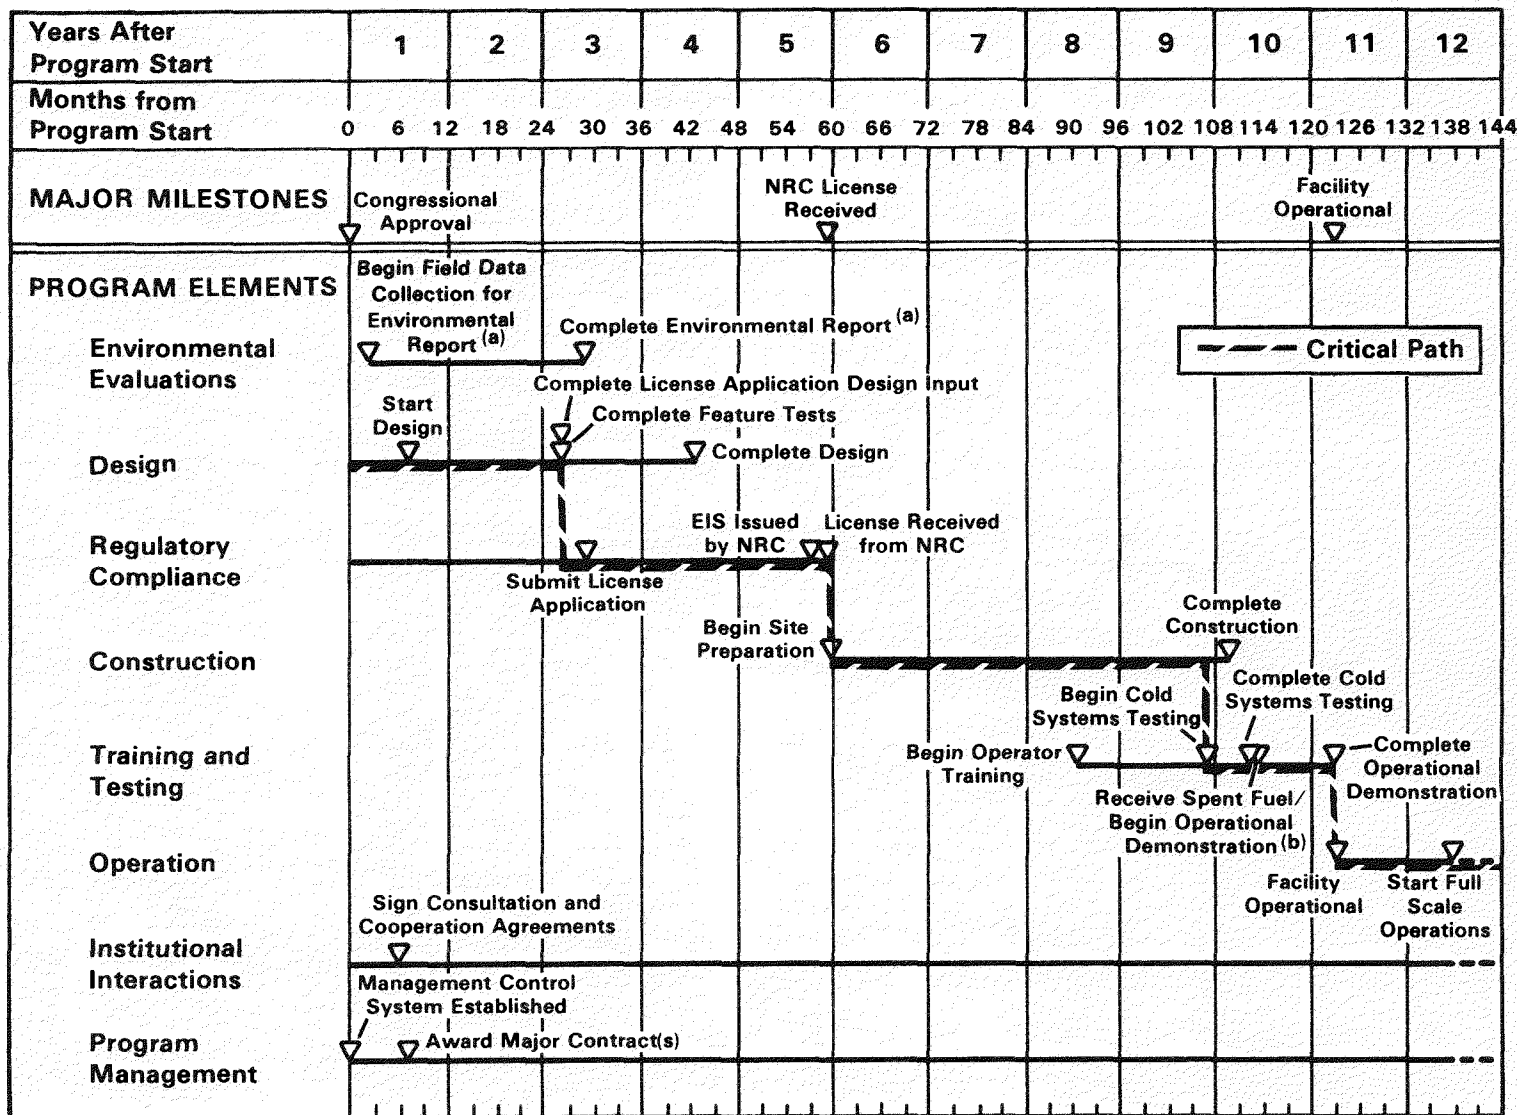 Years After
Program Start
1 2 3 4 5 6 7 8 9 10 11 12
Months from
Program Start
0 6 12 18 24 30 36 42 48 54 60 66 72 78 84 90 96 102 108 114 120 126 132 138 144
MAJOR MILESTONES
Congressional
Approval
NRC License
Received
Facility
Operational
PROGRAM ELEMENTS
Begin Field Data
Collection for
Environmental
Report (a)
Complete Environmental Report (a)
Environmental
Evaluations
Critical Path
Complete License Application Design Input
Start
Design
Complete Feature Tests
Design
Complete Design
Regulatory
Compliance
EIS Issued
by NRC
License Received
from NRC
Submit License
Application
Construction
Begin Site
Preparation
Complete
Construction
Begin Cold
Systems Testing
Complete Cold
Systems Testing
Training and
Testing
Begin Operator
Training
Complete
Operational
Demonstration
Receive Spent Fuel/
Begin Operational
Demonstration (b)
Operation
Facility
Operational
Start Full
Scale
Operations
Sign Consultation and
Cooperation Agreements
Institutional
Interactions
Management Control
System Established
Program
Management
Award Major Contract(s)